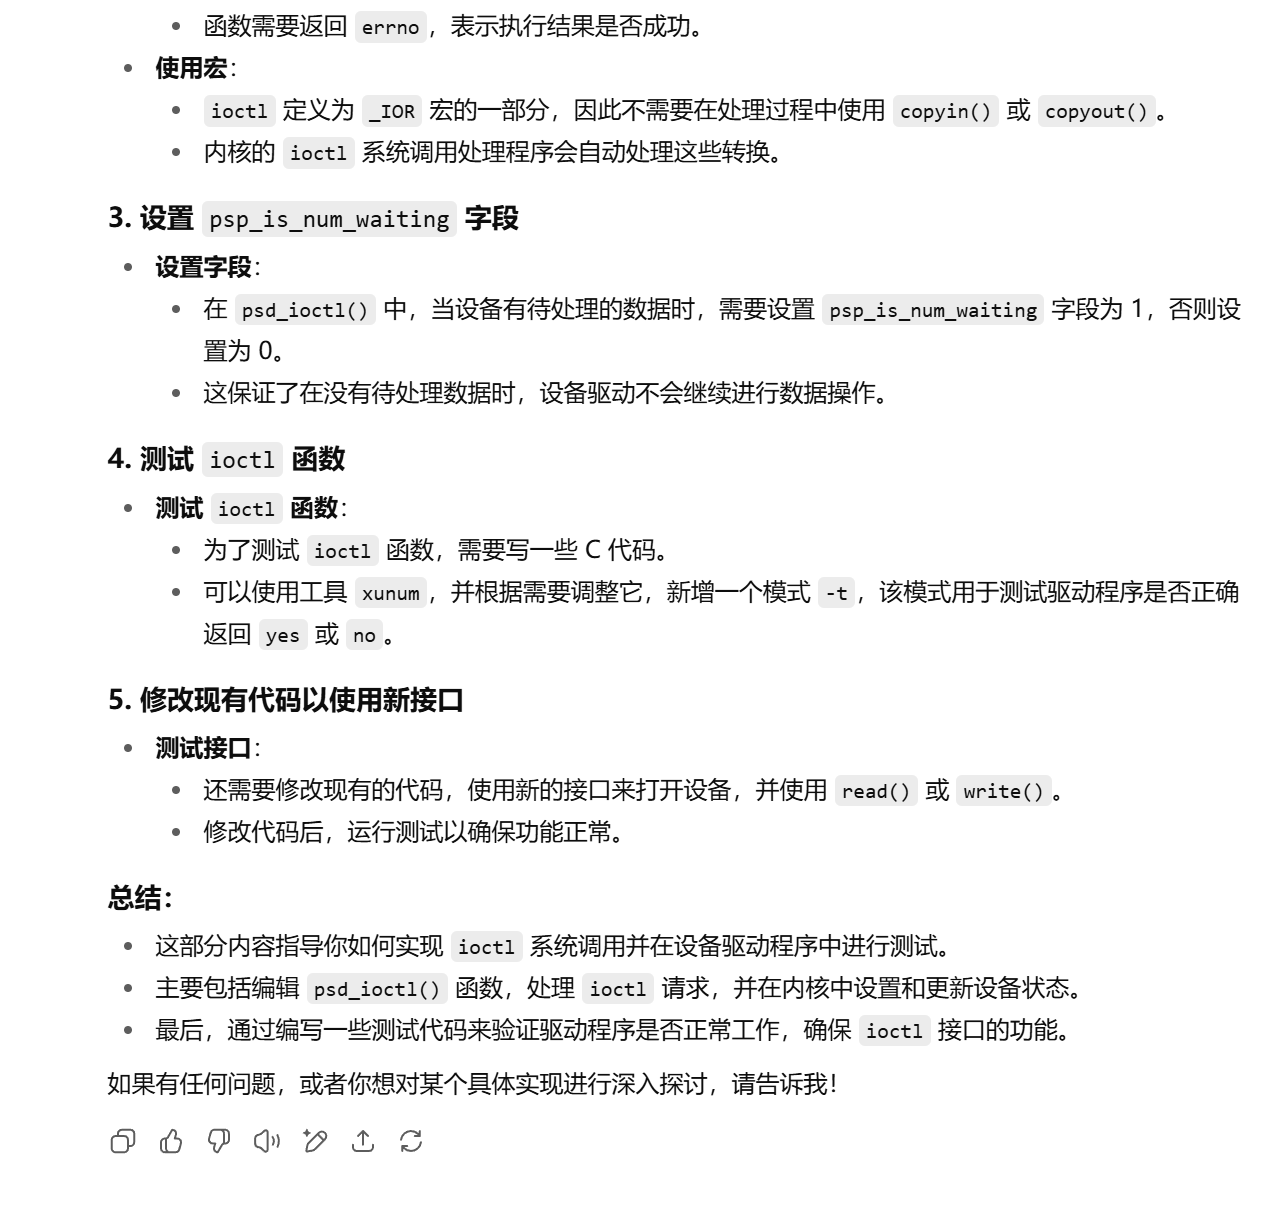 函数需要返回 errno，表示执行结果是否成功。
使用宏：
ioctl 定义为 _IOR 宏的一部分，因此不需要在处理过程中使用 copyin() 或 copyout()。
内核的 ioctl 系统调用处理程序会自动处理这些转换。
3. 设置 psp_is_num_waiting 字段
设置字段：
在 psd_ioctl() 中，当设备有待处理的数据时，需要设置 psp_is_num_waiting 字段为 1，否则设
置为 0。
这保证了在没有待处理数据时，设备驱动不会继续进行数据操作。
4. 测试 ioctl 函数
测试 ioctl 函数：
为了测试 ioctl 函数，需要写一些 C 代码。
可以使用工具 xunum，并根据需要调整它，新增一个模式 -t，该模式用于测试驱动程序是否正确
返回 yes 或 no。
5. 修改现有代码以使用新接口
测试接口：
还需要修改现有的代码，使用新的接口来打开设备，并使用 read() 或 write()。
修改代码后，运行测试以确保功能正常。
总结：
这部分内容指导你如何实现 ioctl 系统调用并在设备驱动程序中进行测试。
主要包括编辑 psd_ioctl() 函数，处理 ioctl 请求，并在内核中设置和更新设备状态。
最后，通过编写一些测试代码来验证驱动程序是否正常工作，确保 ioctl 接口的功能。
如果有任何问题，或者你想对某个具体实现进行深入探讨，请告诉我！